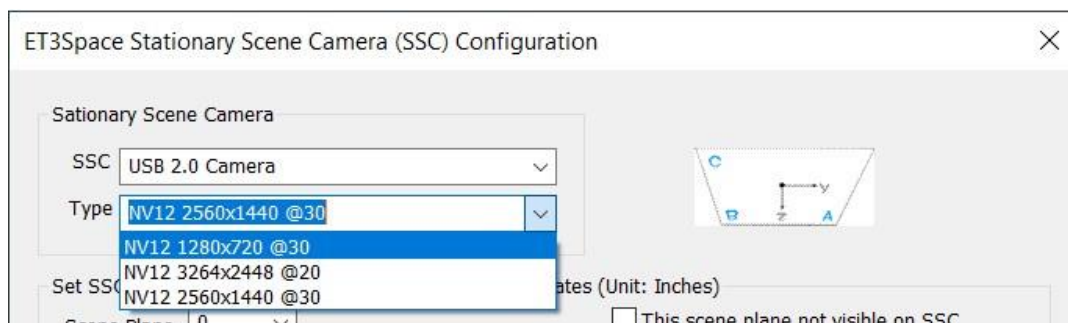 ET3Space Stationary Scene Camera (SSC) Configuration
Sationary Scene Camera
SSC USB 2.0 Camera
Type NV12 2560x1440 @30
NV12 1280x720 @30
NV12 3264x2448 @20
NV12 2560x1440 @30
C
Y
B Z A
Set SSC
ates (Unit: Inches)
Scene Plane 0
This scene plane not visible on SSC